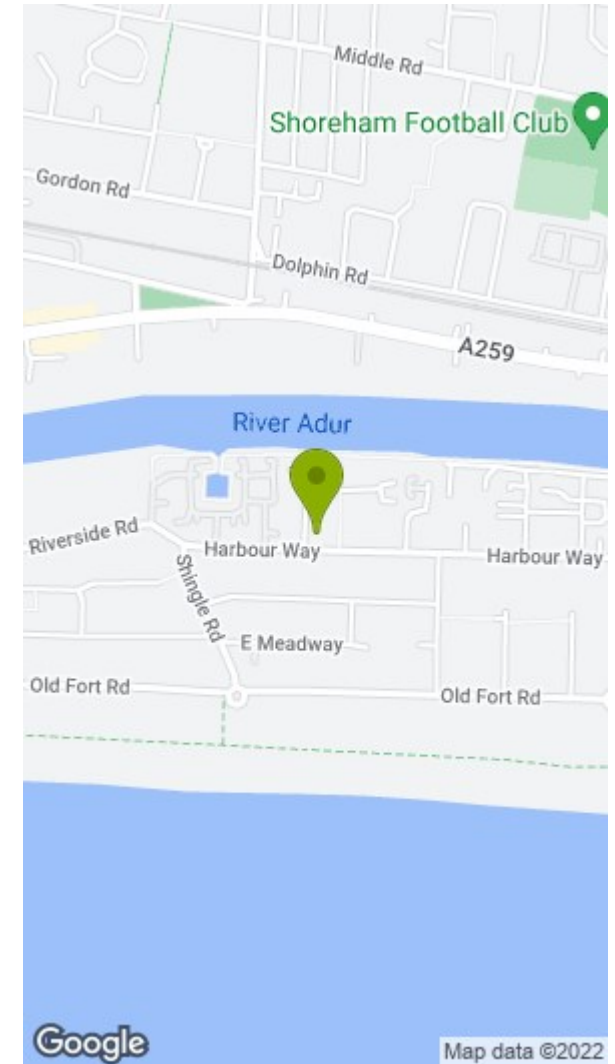 Middle Rd
Shoreham Football Club
Gordon Rd
Dolphin Rd
A259
River Adur
Riverside Rd
Harbour Way
Harbour Way
Shingle Rd
E Meadway
Old Fort Rd
Old Fort Rd
Google
Map data ©2022